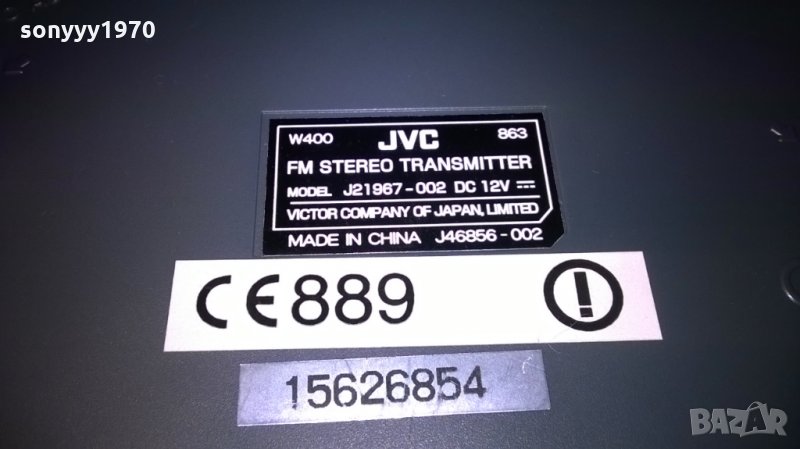 sonyyy1970
W400 JVC 863
FM STEREO TRANSMITTER
MODEL J21967-002 DC 12V
VICTOR COMPANY OF JAPAN, LIMITED
MADE IN CHINA J46856-002
CE889
15626854
BAZAR